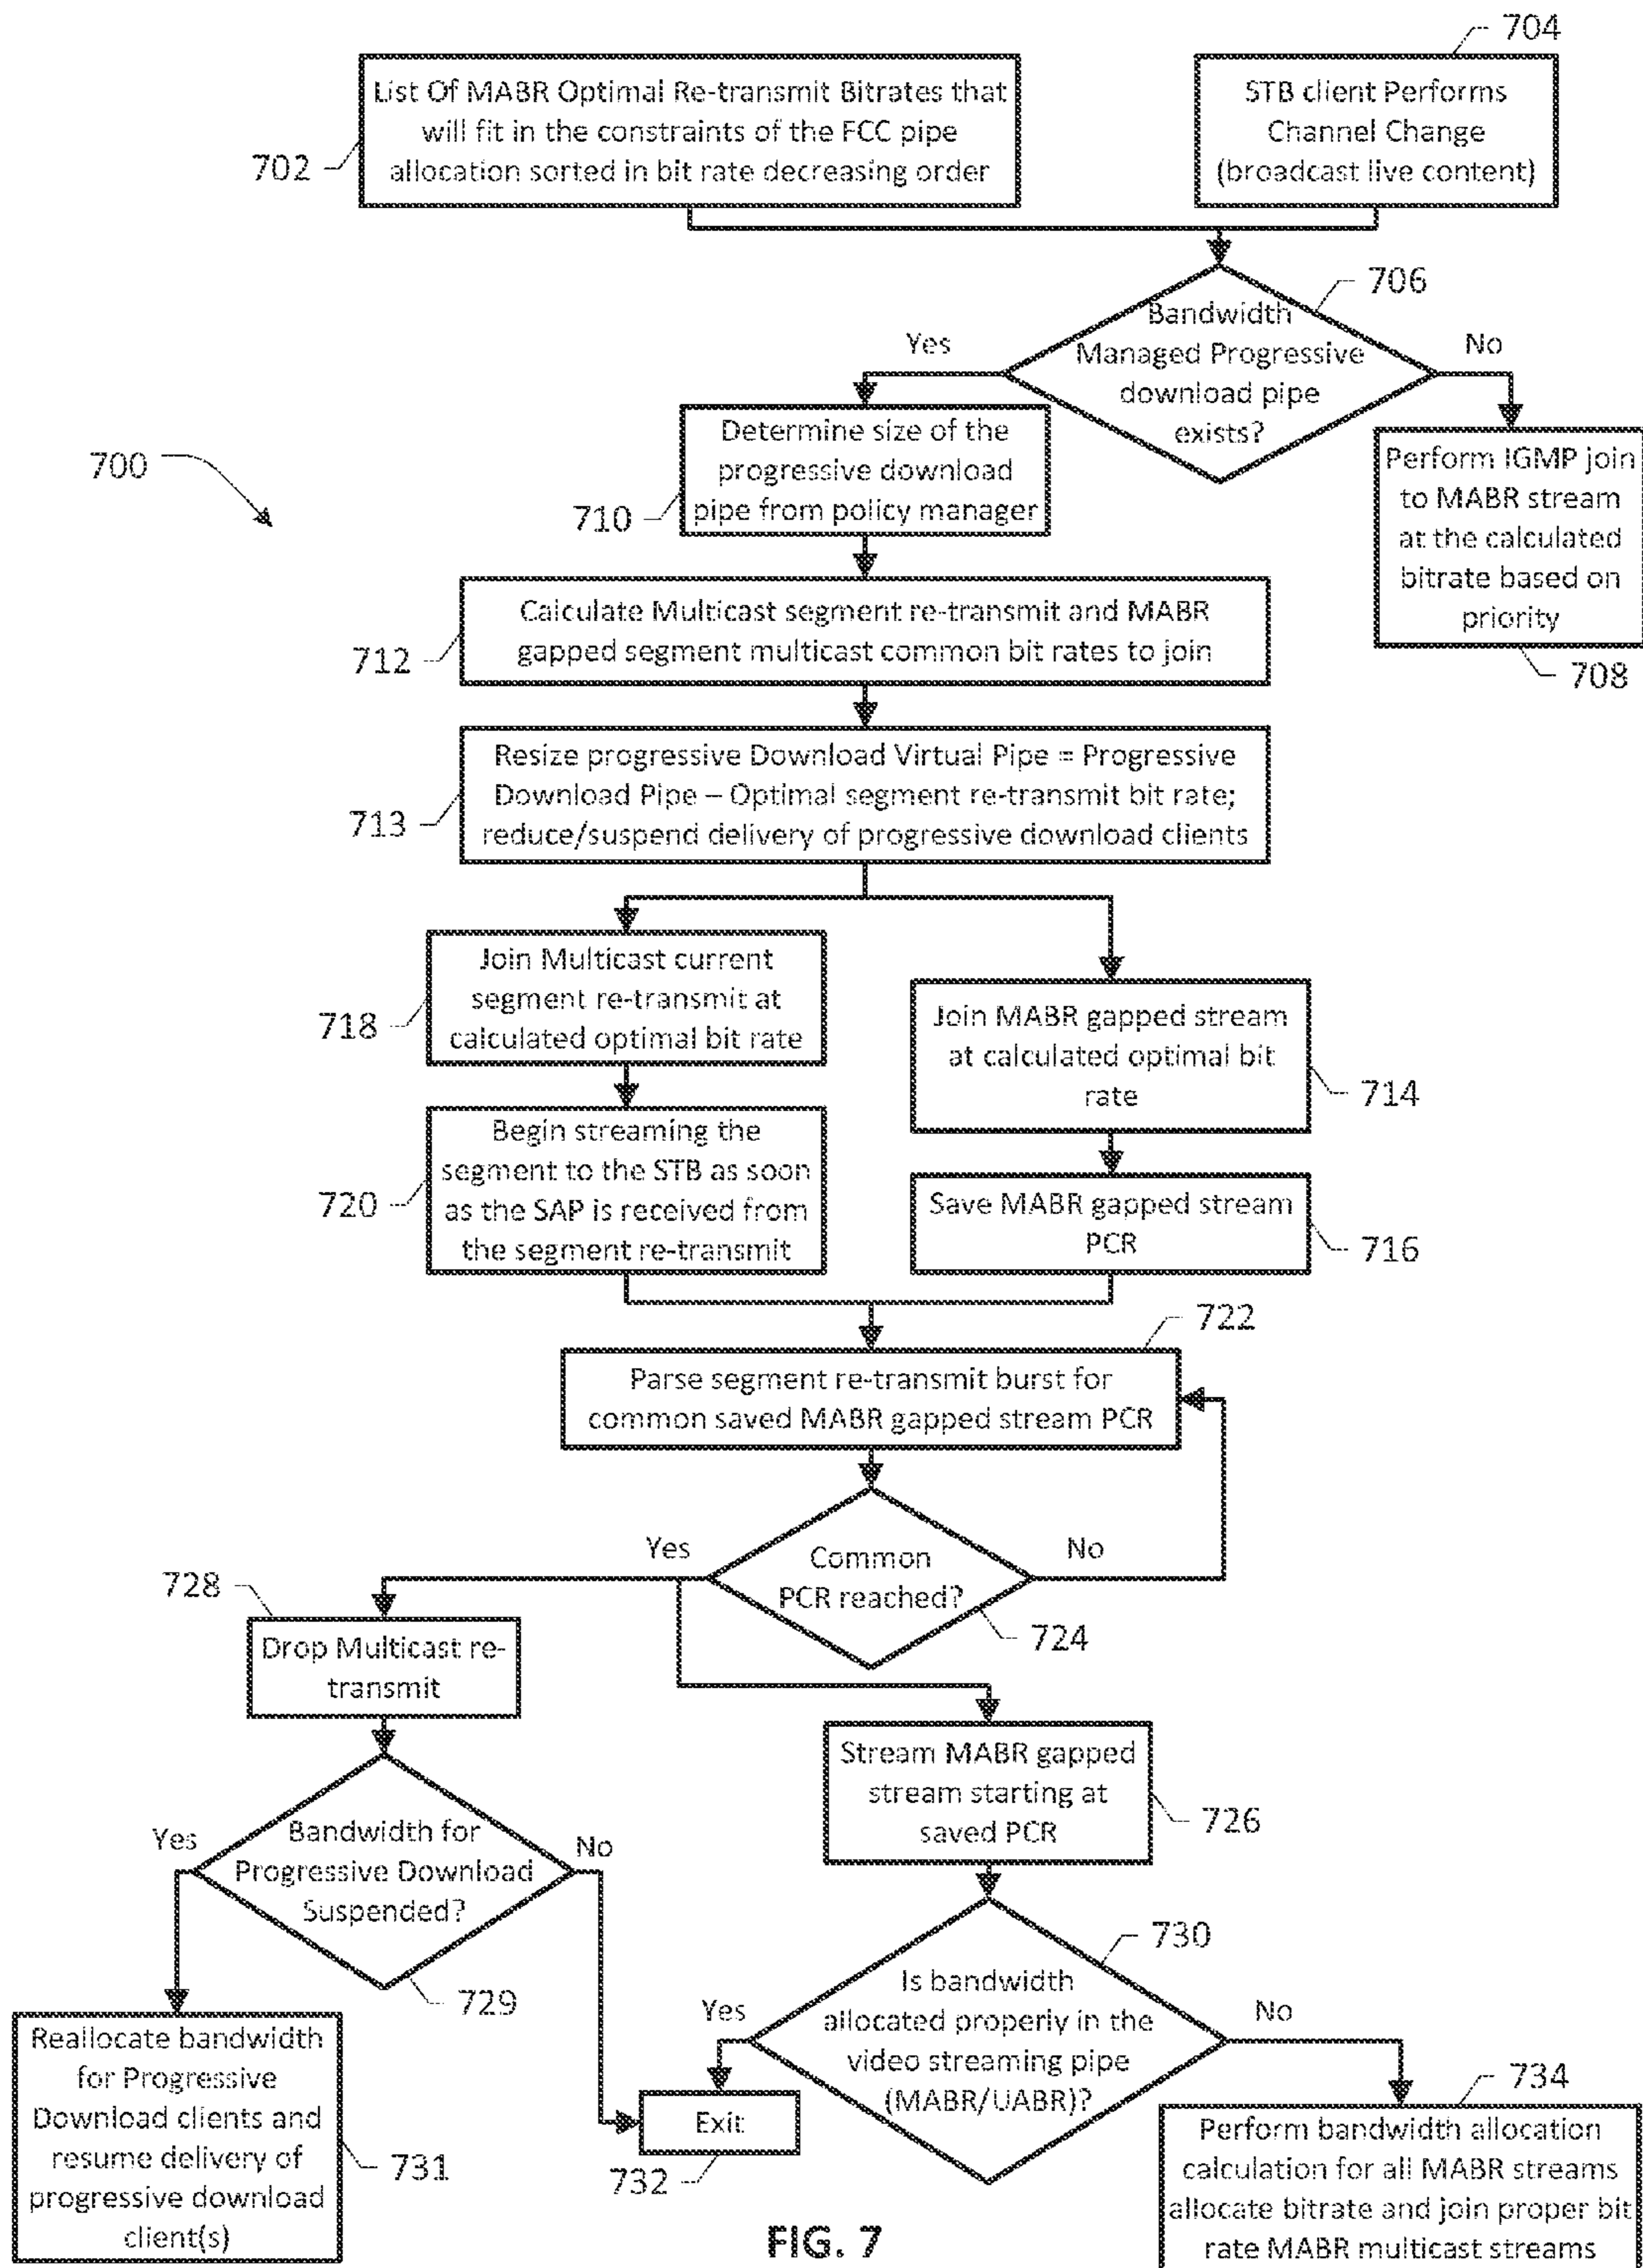 704
List Of MABR Optimal Re-transmit Bitrates that
will fit in the constraints of the FCC pipe
allocation sorted in bit rate decreasing order
702
STB client Performs
Channel Change
(broadcast live content)
706
Bandwidth
Managed Progressive
download pipe
exists?
Yes
No
700
Determine size of the
progressive download
pipe from policy manager
710
Perform IGMP join
to MABR stream
at the calculated
bitrate based on
priority
708
Calculate Multicast segment re-transmit and MABR
gapped segment multicast common bit rates to join
712
Resize progressive Download Virtual Pipe = Progressive
Download Pipe – Optimal segment re-transmit bit rate;
reduce/suspend delivery of progressive download clients
713
Join Multicast current
segment re-transmit at
calculated optimal bit rate
718
Join MABR gapped stream
at calculated optimal bit
rate
714
Begin streaming the
segment to the STB as soon
as the SAP is received from
the segment re-transmit
720
Save MABR gapped stream
PCR
716
722
Parse segment re-transmit burst for
common saved MABR gapped stream PCR
Yes
Common
PCR reached?
No
724
728
Drop Multicast re-
transmit
Stream MABR gapped
stream starting at
saved PCR
726
Yes
Bandwidth for
Progressive Download
Suspended?
No
729
730
Yes
Is bandwidth
allocated properly in the
video streaming pipe
(MABR/UABR)?
No
Reallocate bandwidth
for Progressive
Download clients and
resume delivery of
progressive download
client(s)
731
Exit
732
734
Perform bandwidth allocation
calculation for all MABR streams
allocate bitrate and join proper bit
rate MABR multicast streams
FIG. 7